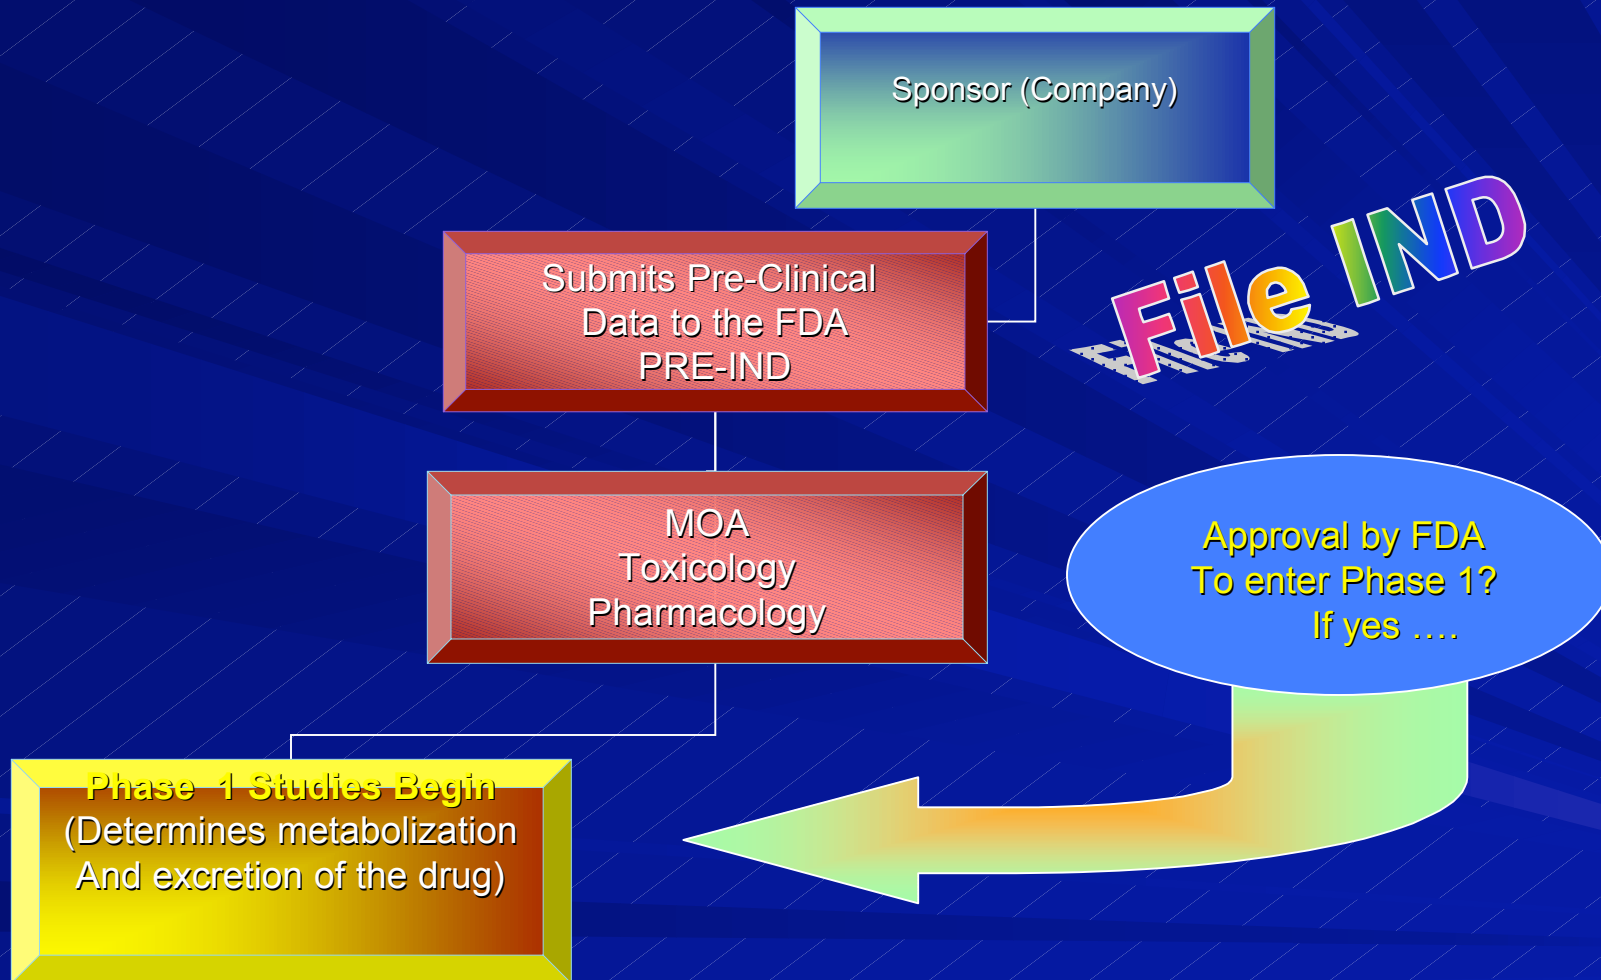 Sponsor (Company)
File IND
Submits Pre-Clinical
Data to the FDA
PRE-IND
MOA
Toxicology
Pharmacology
Approval by FDA
To enter Phase 1?
If yes ….
Phase 1 Studies Begin
(Determines metabolization
And excretion of the drug)